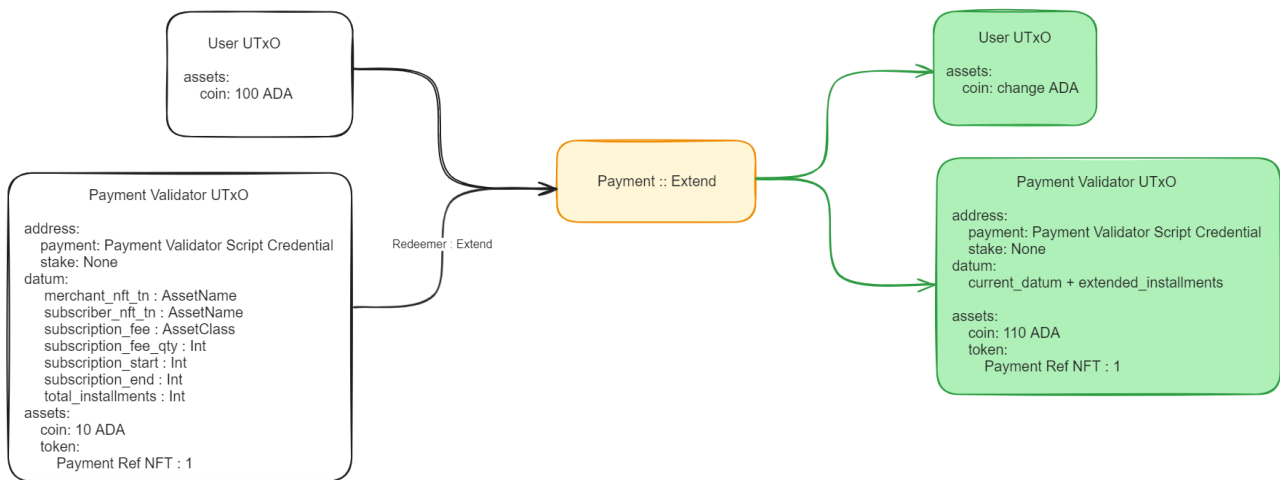 User UTxO
assets:
coin: 100 ADA
Payment Validator UTxO
address:
payment: Payment Validator Script Credential
stake: None
datum:
merchant_nft_tn : AssetName
subscriber_nft_tn : AssetName
subscription_fee : AssetClass
subscription_fee_qty : Int
subscription_start : Int
subscription_end : Int
total_installments : Int
assets:
coin: 10 ADA
token:
Payment Ref NFT : 1
Redeemer : Extend
Payment :: Extend
User UTxO
assets:
coin: change ADA
Payment Validator UTxO
address:
payment: Payment Validator Script Credential
stake: None
datum:
current_datum + extended_installments
assets:
coin: 110 ADA
token:
Payment Ref NFT : 1